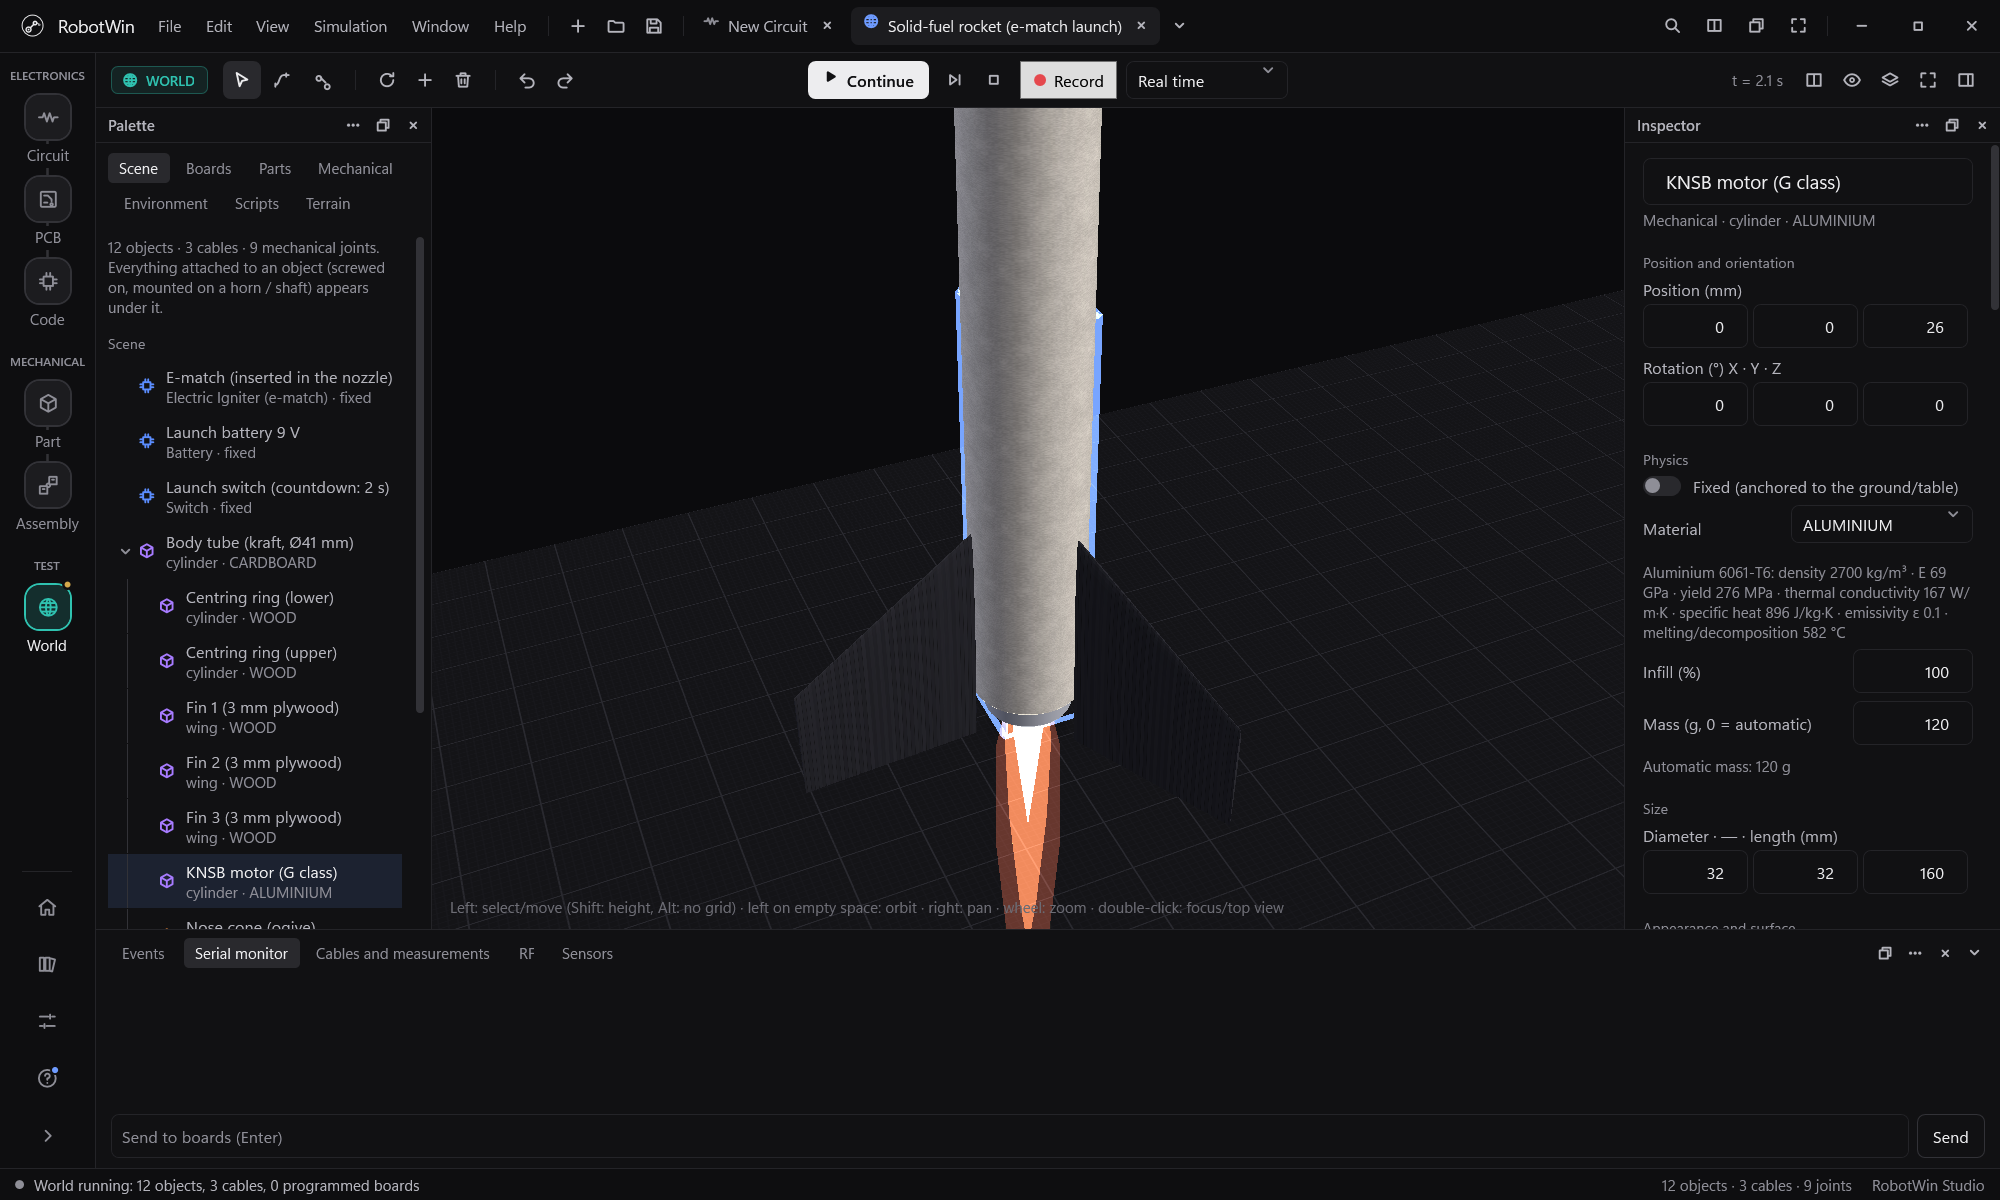 RobotWin File Edit View Simulation Window Help New Circuit Solid-fuel rocket (e-match launch)
ELECTRONICS
Circuit
PCB
Code
MECHANICAL
Part
Assembly
TEST
World
WORLD Continue Record Real time t = 2.1 s
Palette
Scene Boards Parts Mechanical
Environment Scripts Terrain
12 objects · 3 cables · 9 mechanical joints.
Everything attached to an object (screwed
on, mounted on a horn / shaft) appears
under it.
Scene
E-match (inserted in the nozzle)
Electric Igniter (e-match) · fixed
Launch battery 9 V
Battery · fixed
Launch switch (countdown: 2 s)
Switch · fixed
Body tube (kraft, Ø41 mm)
cylinder · CARDBOARD
Centring ring (lower)
cylinder · WOOD
Centring ring (upper)
cylinder · WOOD
Fin 1 (3 mm plywood)
wing · WOOD
Fin 2 (3 mm plywood)
wing · WOOD
Fin 3 (3 mm plywood)
wing · WOOD
KNSB motor (G class)
cylinder · ALUMINIUM
Nose cone (ogive)
Left: select/move (Shift: height, Alt: no grid) · left on empty space: orbit · right: pan · wheel: zoom · double-click: focus/top view
Inspector
KNSB motor (G class)
Mechanical · cylinder · ALUMINIUM
Position and orientation
Position (mm)
0 0 26
Rotation (°) X · Y · Z
0 0 0
Physics
Fixed (anchored to the ground/table)
Material ALUMINIUM
Aluminium 6061-T6: density 2700 kg/m³ · E 69
GPa · yield 276 MPa · thermal conductivity 167 W/
m·K · specific heat 896 J/kg·K · emissivity ε 0.1 ·
melting/decomposition 582 °C
Infill (%) 100
Mass (g, 0 = automatic) 120
Automatic mass: 120 g
Size
Diameter · — · length (mm)
32 32 160
Appearance and surface
Events Serial monitor Cables and measurements RF Sensors
Send to boards (Enter) Send
World running: 12 objects, 3 cables, 0 programmed boards 12 objects · 3 cables · 9 joints RobotWin Studio